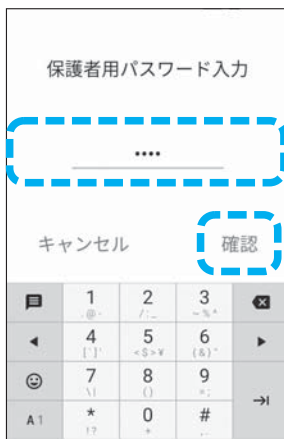 保護者用パスワード入力
••••
キャンセル 確認
1 2 3
.@- /:_ ~%^
4 5 6
[`]' <$>¥ {&}"
7 8 9
\| () =;
A1 * 0 #
!? + ,.